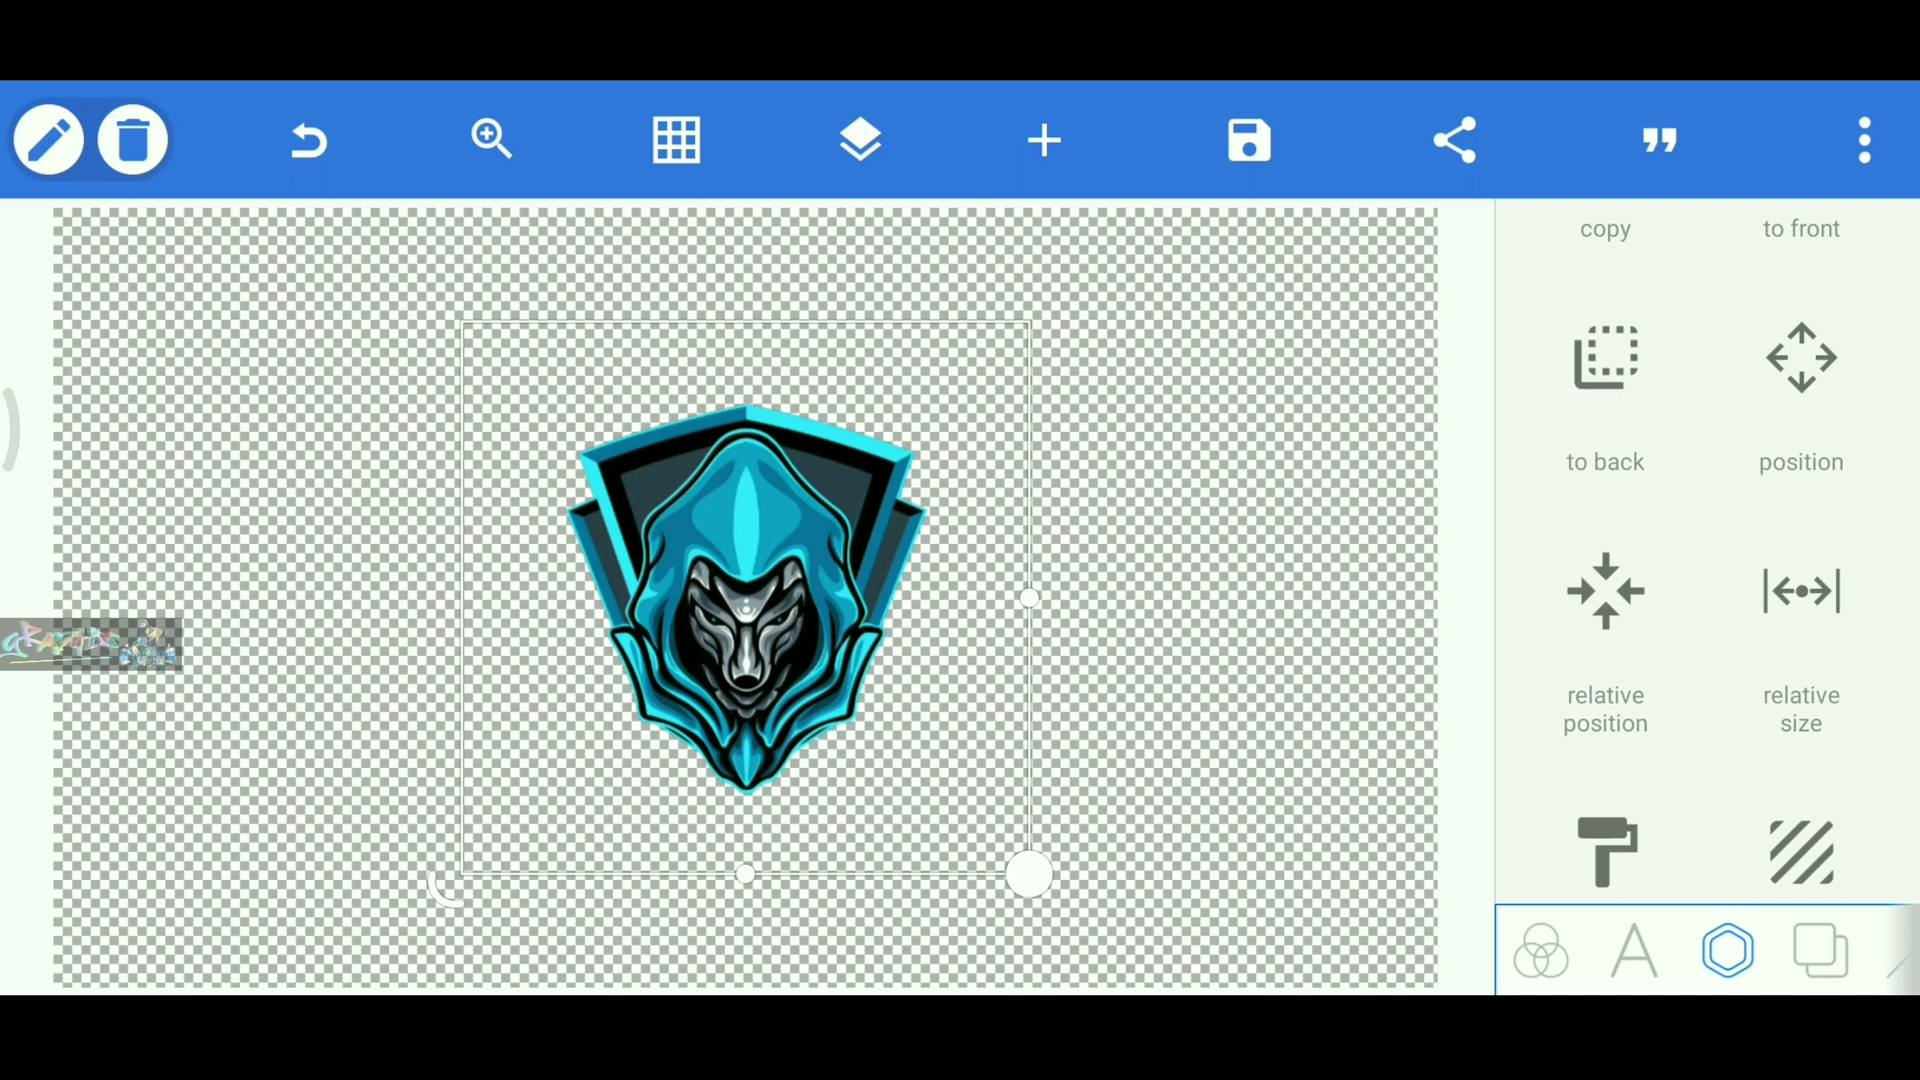 copy
to front
to back
position
relative
position
relative
size